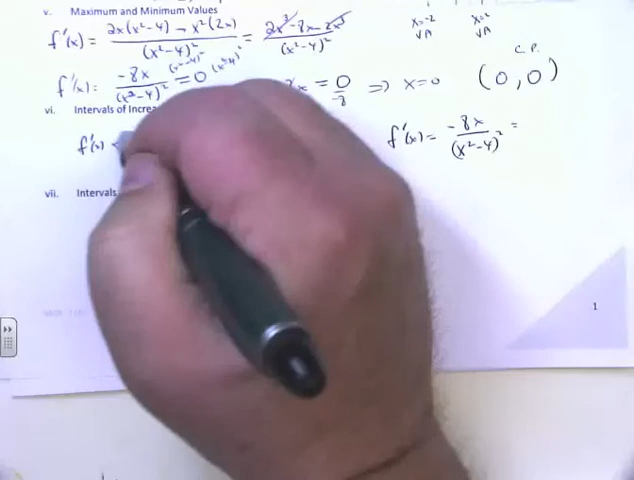 v. Maximum and Minimum Values
f'(x) = 2x(x²-4) - x²(2x) / (x²-4)² = 2x³-8x-2x³ / (x²-4)²
x=-2 VA x=2 VA
C.P.
f'(x) = -8x / (x²-4)² = 0 x = 0/-8 ⇒ x=0 (0,0)
vi. Intervals of
f'(x) f'(x) = -8x / (x²-4)² =
vii. Intervals
1